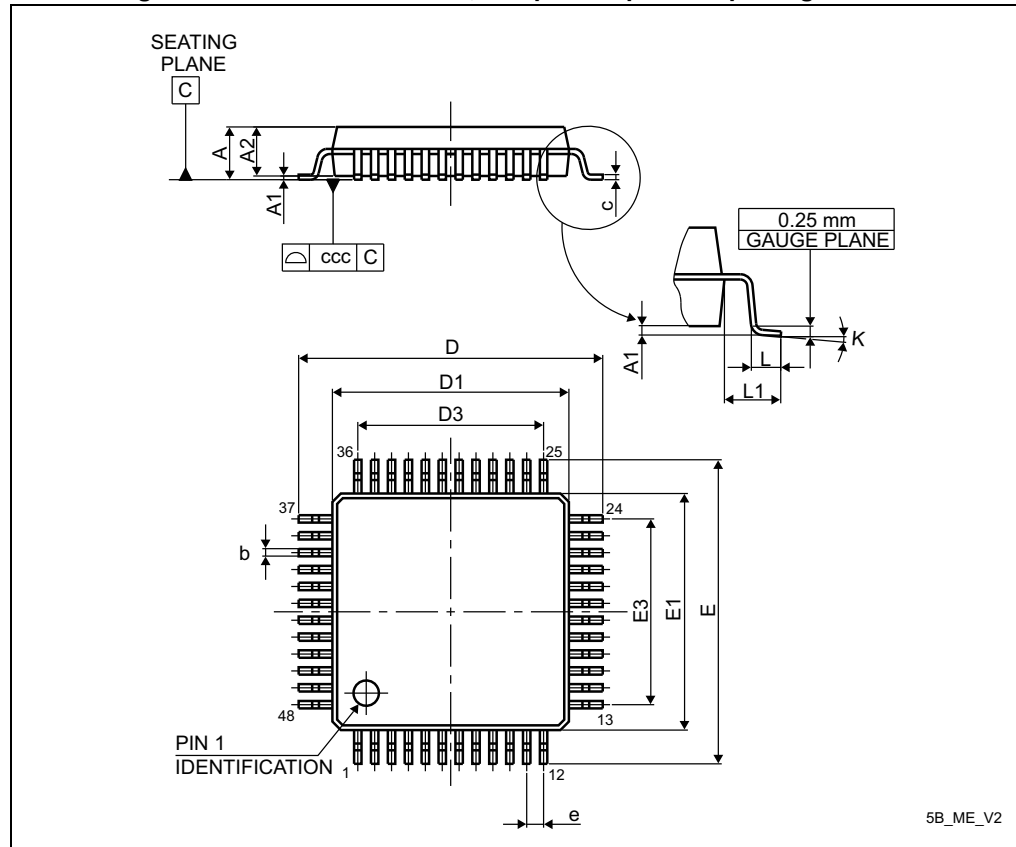 SEATING
PLANE
C
A
A2
A1
c
ccc C
0.25 mm
GAUGE PLANE
A1
K
L
L1
D
D1
D3
36
25
37
24
b
E3
E1
E
48
13
PIN 1
IDENTIFICATION
1
12
e
5B_ME_V2